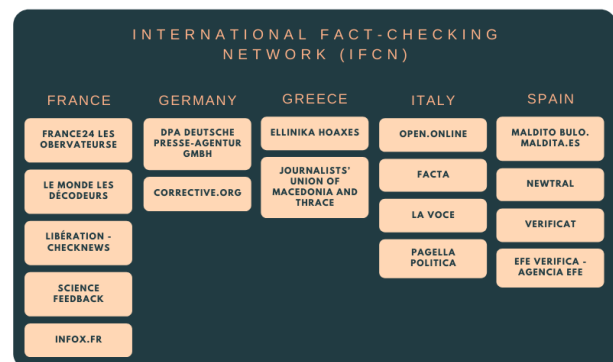 INTERNATIONAL FACT-CHECKING
NETWORK (IFCN)
FRANCE
FRANCE24 LES
OBERVATEURSE
LE MONDE LES
DÉCODEURS
LIBÉRATION -
CHECKNEWS
SCIENCE
FEEDBACK
INFOX.FR
GERMANY
DPA DEUTSCHE
PRESSE-AGENTUR
GMBH
CORRECTIVE.ORG
GREECE
ELLINIKA HOAXES
JOURNALISTS'
UNION OF
MACEDONIA AND
THRACE
ITALY
OPEN.ONLINE
FACTA
LA VOCE
PAGELLA
POLITICA
SPAIN
MALDITO BULO.
MALDITA.ES
NEWTRAL
VERIFICAT
EFE VERIFICA -
AGENCIA EFE